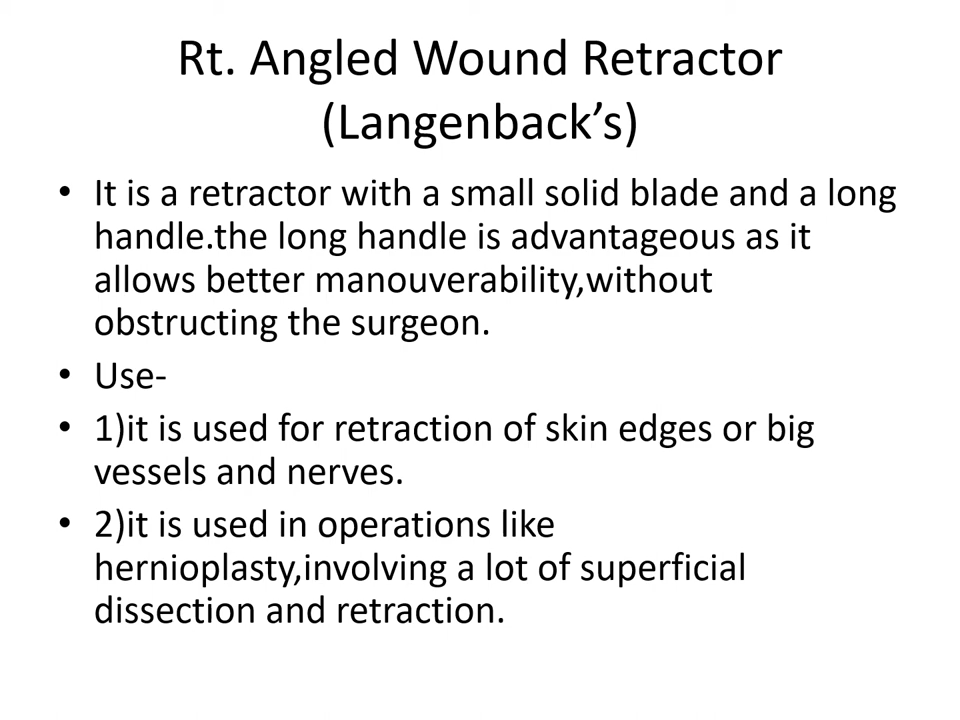 Rt. Angled Wound Retractor
(Langenback’s)
• It is a retractor with a small solid blade and a long
handle.the long handle is advantageous as it
allows better manouverability,without
obstructing the surgeon.
• Use-
• 1)it is used for retraction of skin edges or big
vessels and nerves.
• 2)it is used in operations like
hernioplasty,involving a lot of superficial
dissection and retraction.